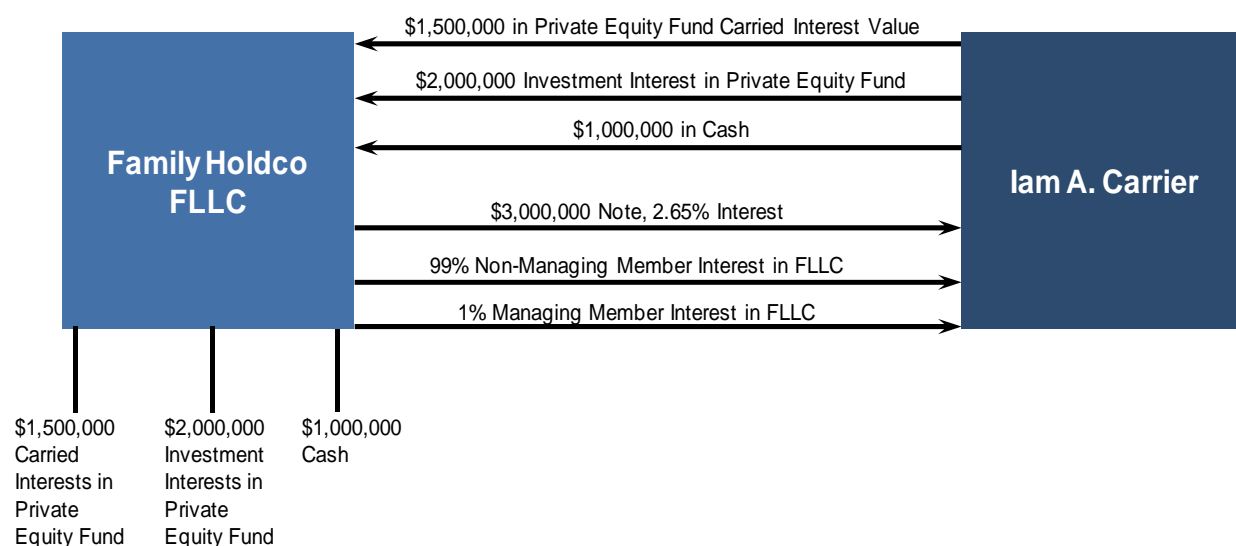 $1,500,000 in Private Equity Fund Carried Interest Value
$2,000,000 Investment Interest in Private Equity Fund
$1,000,000 in Cash
Family Holdco
FLLC
Iam A. Carrier
$3,000,000 Note, 2.65% Interest
99% Non-Managing Member Interest in FLLC
1% Managing Member Interest in FLLC
$1,500,000
Carried
Interests in
Private
Equity Fund
$2,000,000
Investment
Interests in
Private
Equity Fund
$1,000,000
Cash